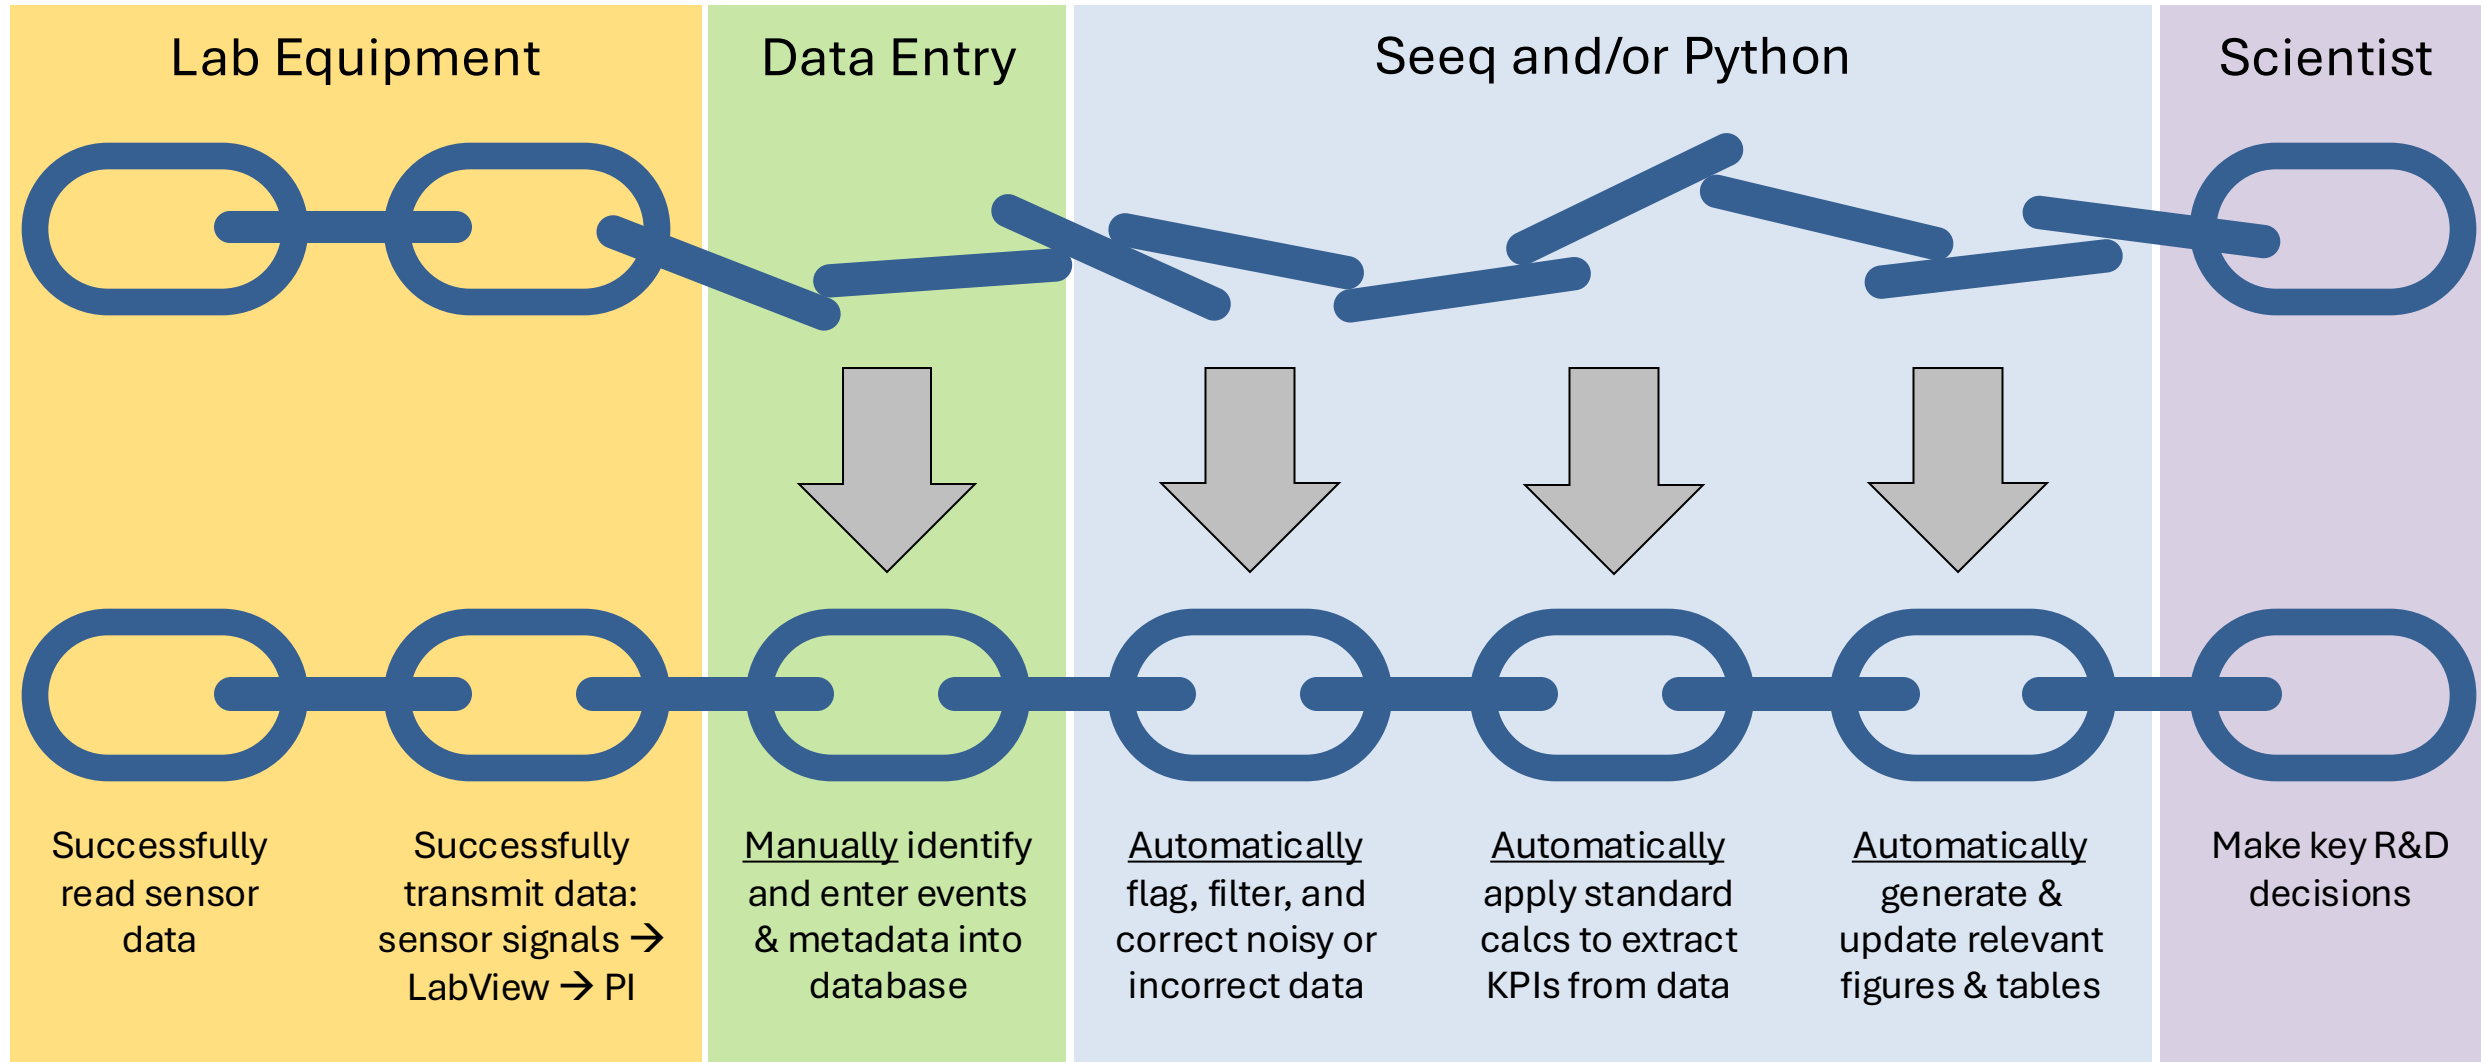 Lab Equipment
Data Entry
Seeq and/or Python
Scientist
Successfully
read sensor
data
Successfully
transmit data:
sensor signals →
LabView → PI
Manually identify
and enter events
& metadata into
database
Automatically
flag, filter, and
correct noisy or
incorrect data
Automatically
apply standard
calcs to extract
KPIs from data
Automatically
generate &
update relevant
figures & tables
Make key R&D
decisions